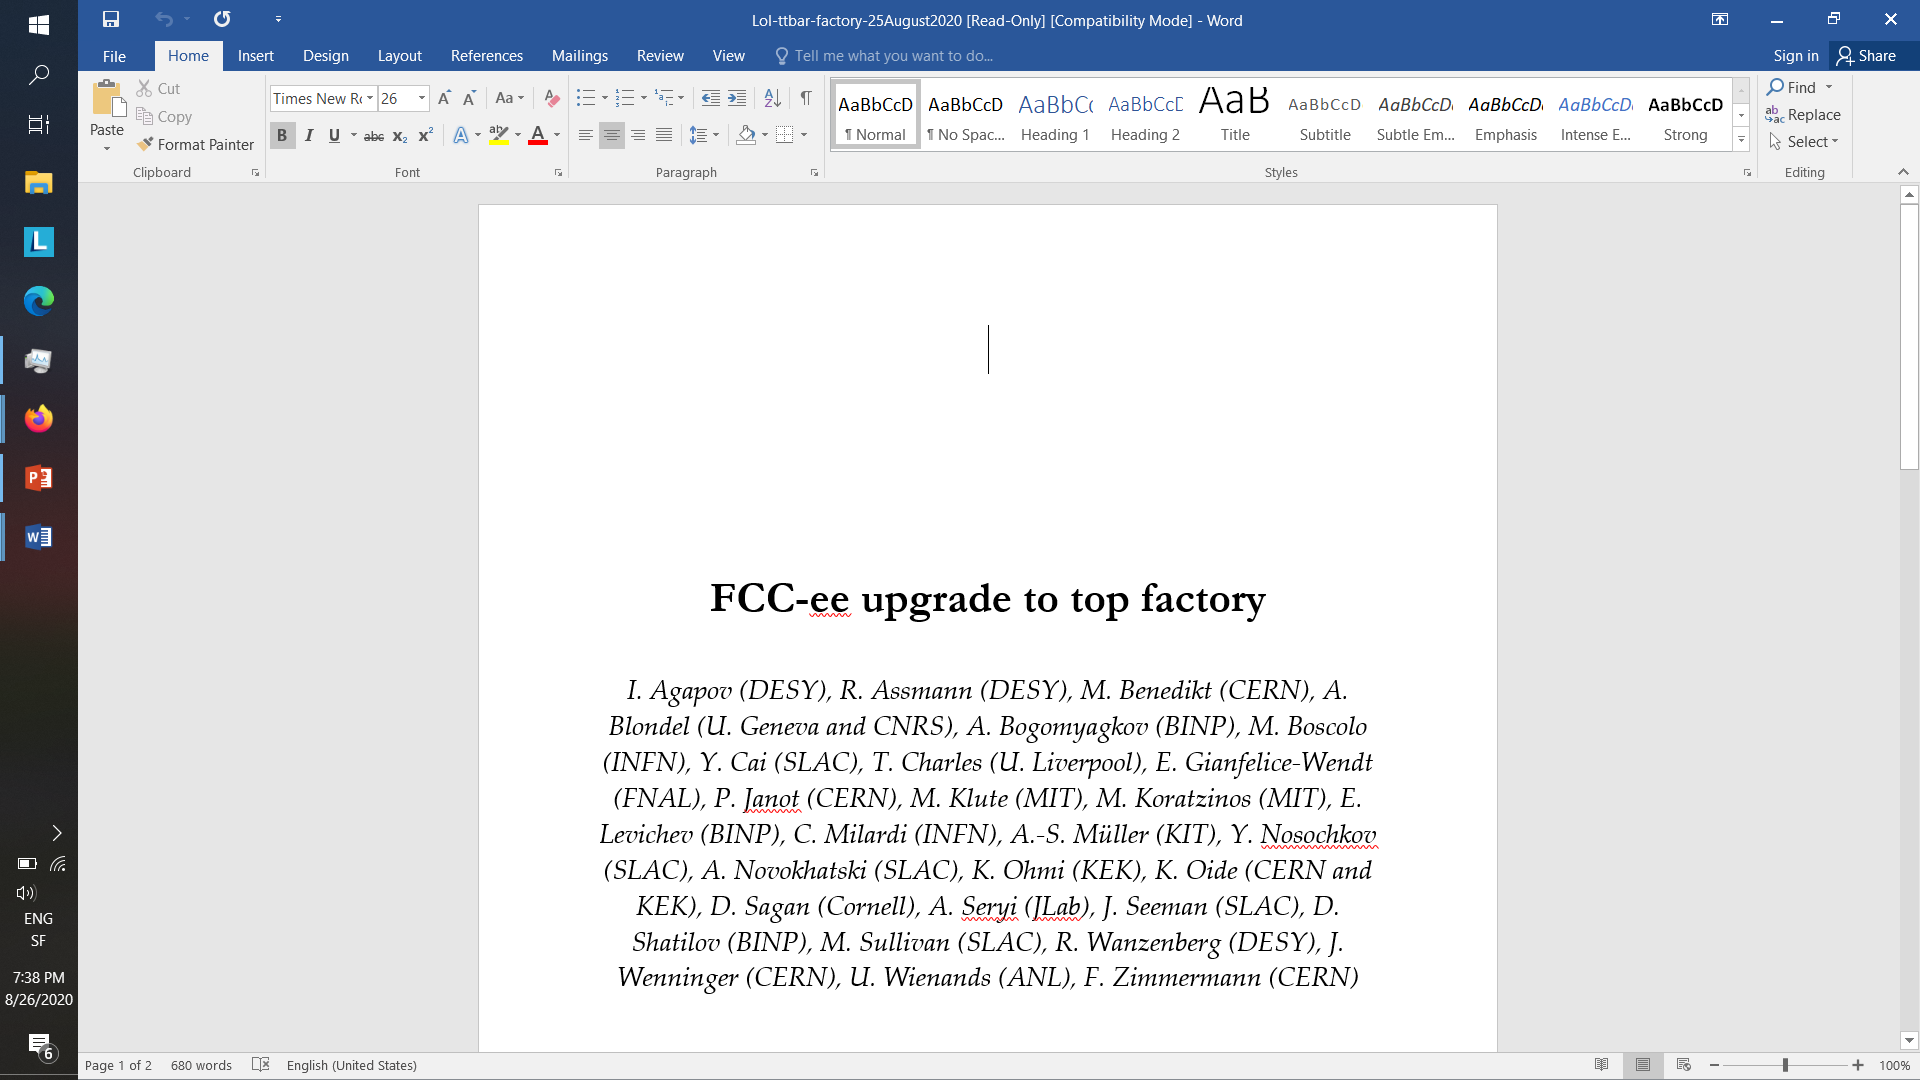 LoI-ttbar-factory-25August2020 [Read-Only] [Compatibility Mode] - Word
File Home Insert Design Layout References Mailings Review View Tell me what you want to do... Sign in Share
Paste
Cut
Copy
Format Painter
Clipboard
Times New Ro 26
Font
Paragraph
AaBbCcD AaBbCcD AaBbC AaBbCcD AaB AaBbCcD AaBbCcD AaBbCcD AaBbCcD AaBbCcD
¶ Normal ¶ No Spac... Heading 1 Heading 2 Title Subtitle Subtle Em... Emphasis Intense E... Strong
Styles
Find
Replace
Select
Editing
FCC-ee upgrade to top factory
I. Agapov (DESY), R. Assmann (DESY), M. Benedikt (CERN), A.
Blondel (U. Geneva and CNRS), A. Bogomyagkov (BINP), M. Boscolo
(INFN), Y. Cai (SLAC), T. Charles (U. Liverpool), E. Gianfelice-Wendt
(FNAL), P. Janot (CERN), M. Klute (MIT), M. Koratzinos (MIT), E.
Levichev (BINP), C. Milardi (INFN), A.-S. Müller (KIT), Y. Nosochkov
(SLAC), A. Novokhatski (SLAC), K. Ohmi (KEK), K. Oide (CERN and
KEK), D. Sagan (Cornell), A. Seryi (JLab), J. Seeman (SLAC), D.
Shatilov (BINP), M. Sullivan (SLAC), R. Wanzenberg (DESY), J.
Wenninger (CERN), U. Wienands (ANL), F. Zimmermann (CERN)
ENG
SF
7:38 PM
8/26/2020
6
Page 1 of 2 680 words English (United States) 100%